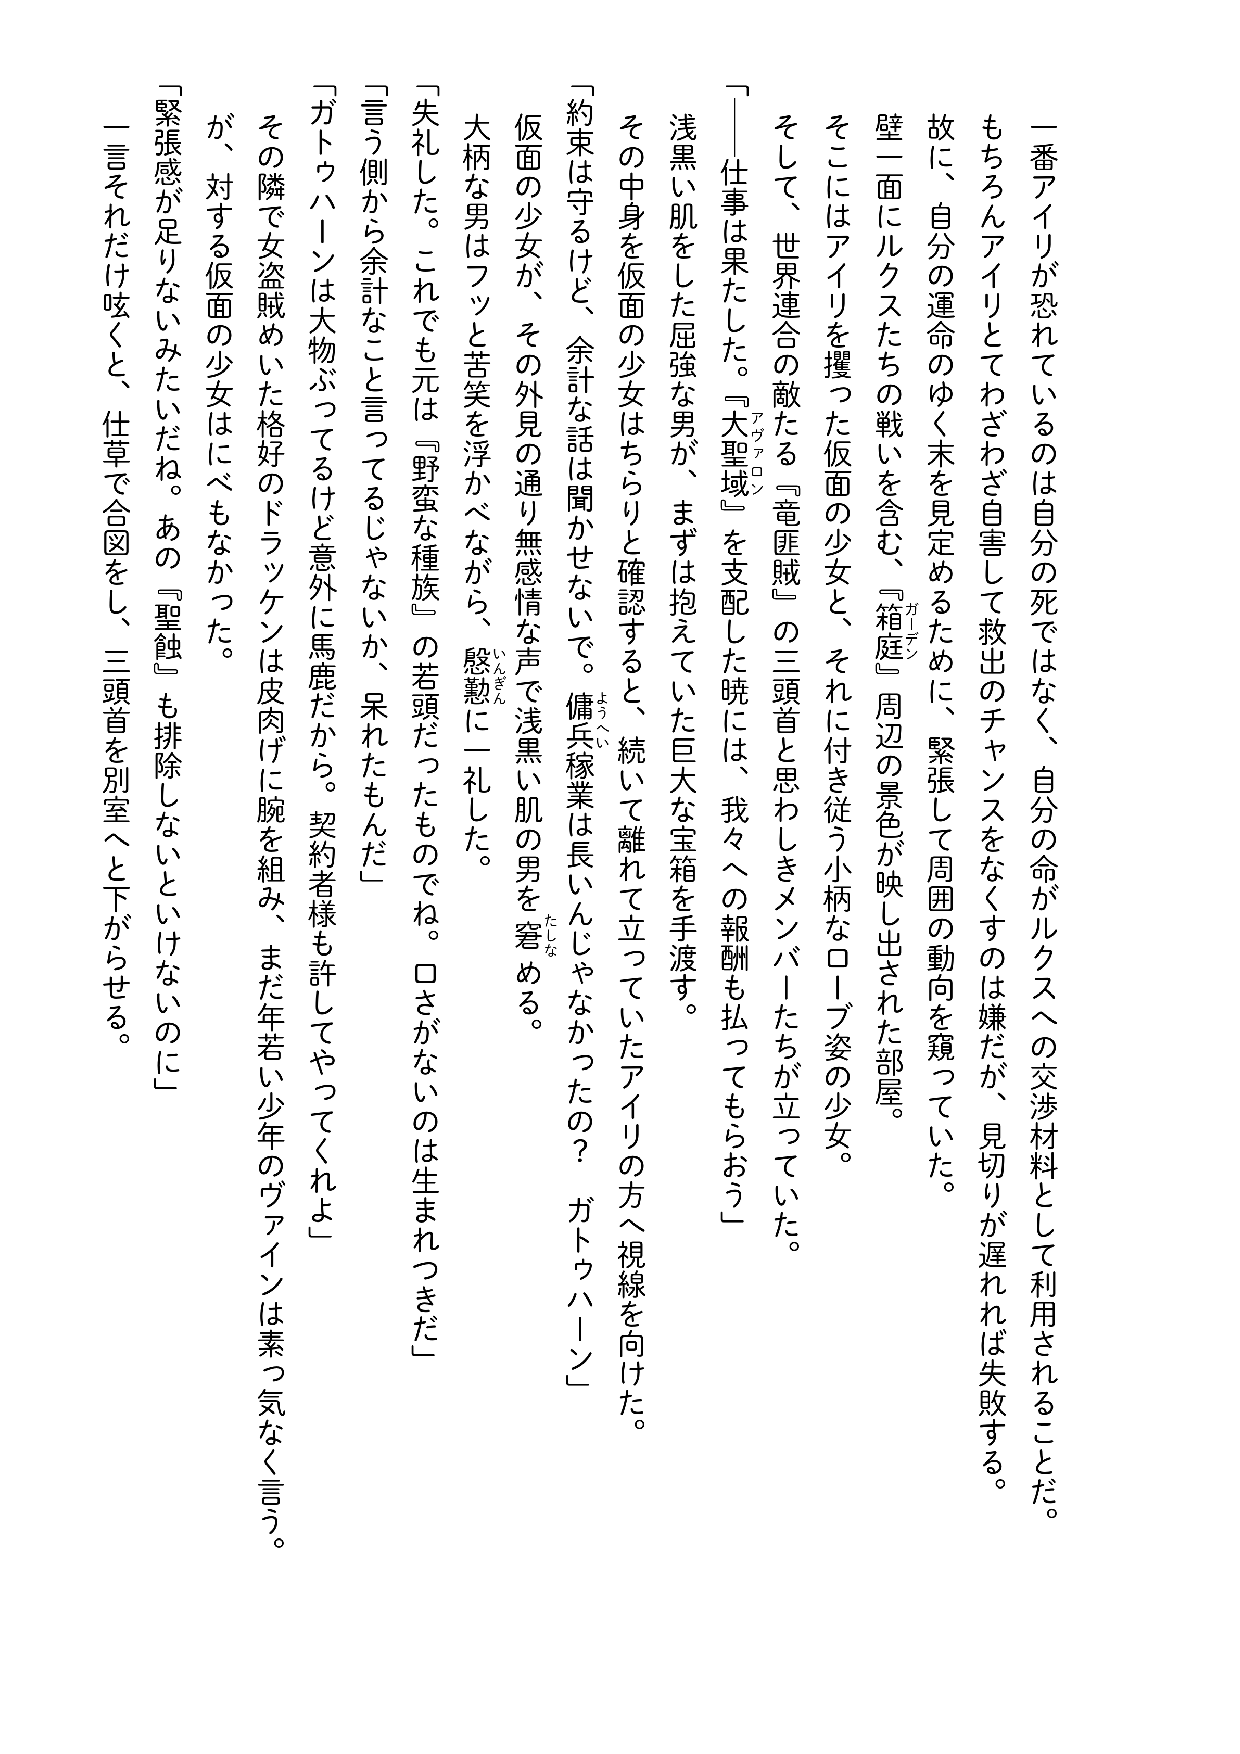 一番アイリが恐れているのは自分の死ではなく、自分の命がルクスへの交渉材料として利用されることだ。
もちろんアイリとてわざわざ自害して救出のチャンスをなくすのは嫌だが、見切りが遅れれば失敗する。
故に、自分の運命のゆく末を見定めるために、緊張して周囲の動向を窺っていた。
壁一面にルクスたちの戦いを含む、『箱庭』周辺の景色が映し出された部屋。
ガーデン
そこにはアイリを攫った仮面の少女と、それに付き従う小柄なローブ姿の少女。
そして、世界連合の敵たる『竜匪賊』の三頭首と思わしきメンバーたちが立っていた。
「――仕事は果たした。『大聖域』を支配した暁には、我々への報酬も払ってもらおう」
アヴァロン
浅黒い肌をした屈強な男が、まずは抱えていた巨大な宝箱を手渡す。
その中身を仮面の少女はちらりと確認すると、続いて離れて立っていたアイリの方へ視線を向けた。
「約束は守るけど、余計な話は聞かせないで。傭兵稼業は長いんじゃなかったの？　ガトゥハーン」
ようへい
仮面の少女が、その外見の通り無感情な声で浅黒い肌の男を窘める。
たしな
大柄な男はフッと苦笑を浮かべながら、慇懃に一礼した。
いんぎん
「失礼した。これでも元は『野蛮な種族』の若頭だったものでね。口さがないのは生まれつきだ」
「言う側から余計なこと言ってるじゃないか、呆れたもんだ」
「ガトゥハーンは大物ぶってるけど意外に馬鹿だから。契約者様も許してやってくれよ」
その隣で女盗賊めいた格好のドラッケンは皮肉げに腕を組み、まだ年若い少年のヴァインは素っ気なく言う。
が、対する仮面の少女はにべもなかった。
「緊張感が足りないみたいだね。あの『聖蝕』も排除しないといけないのに」
一言それだけ呟くと、仕草で合図をし、三頭首を別室へと下がらせる。